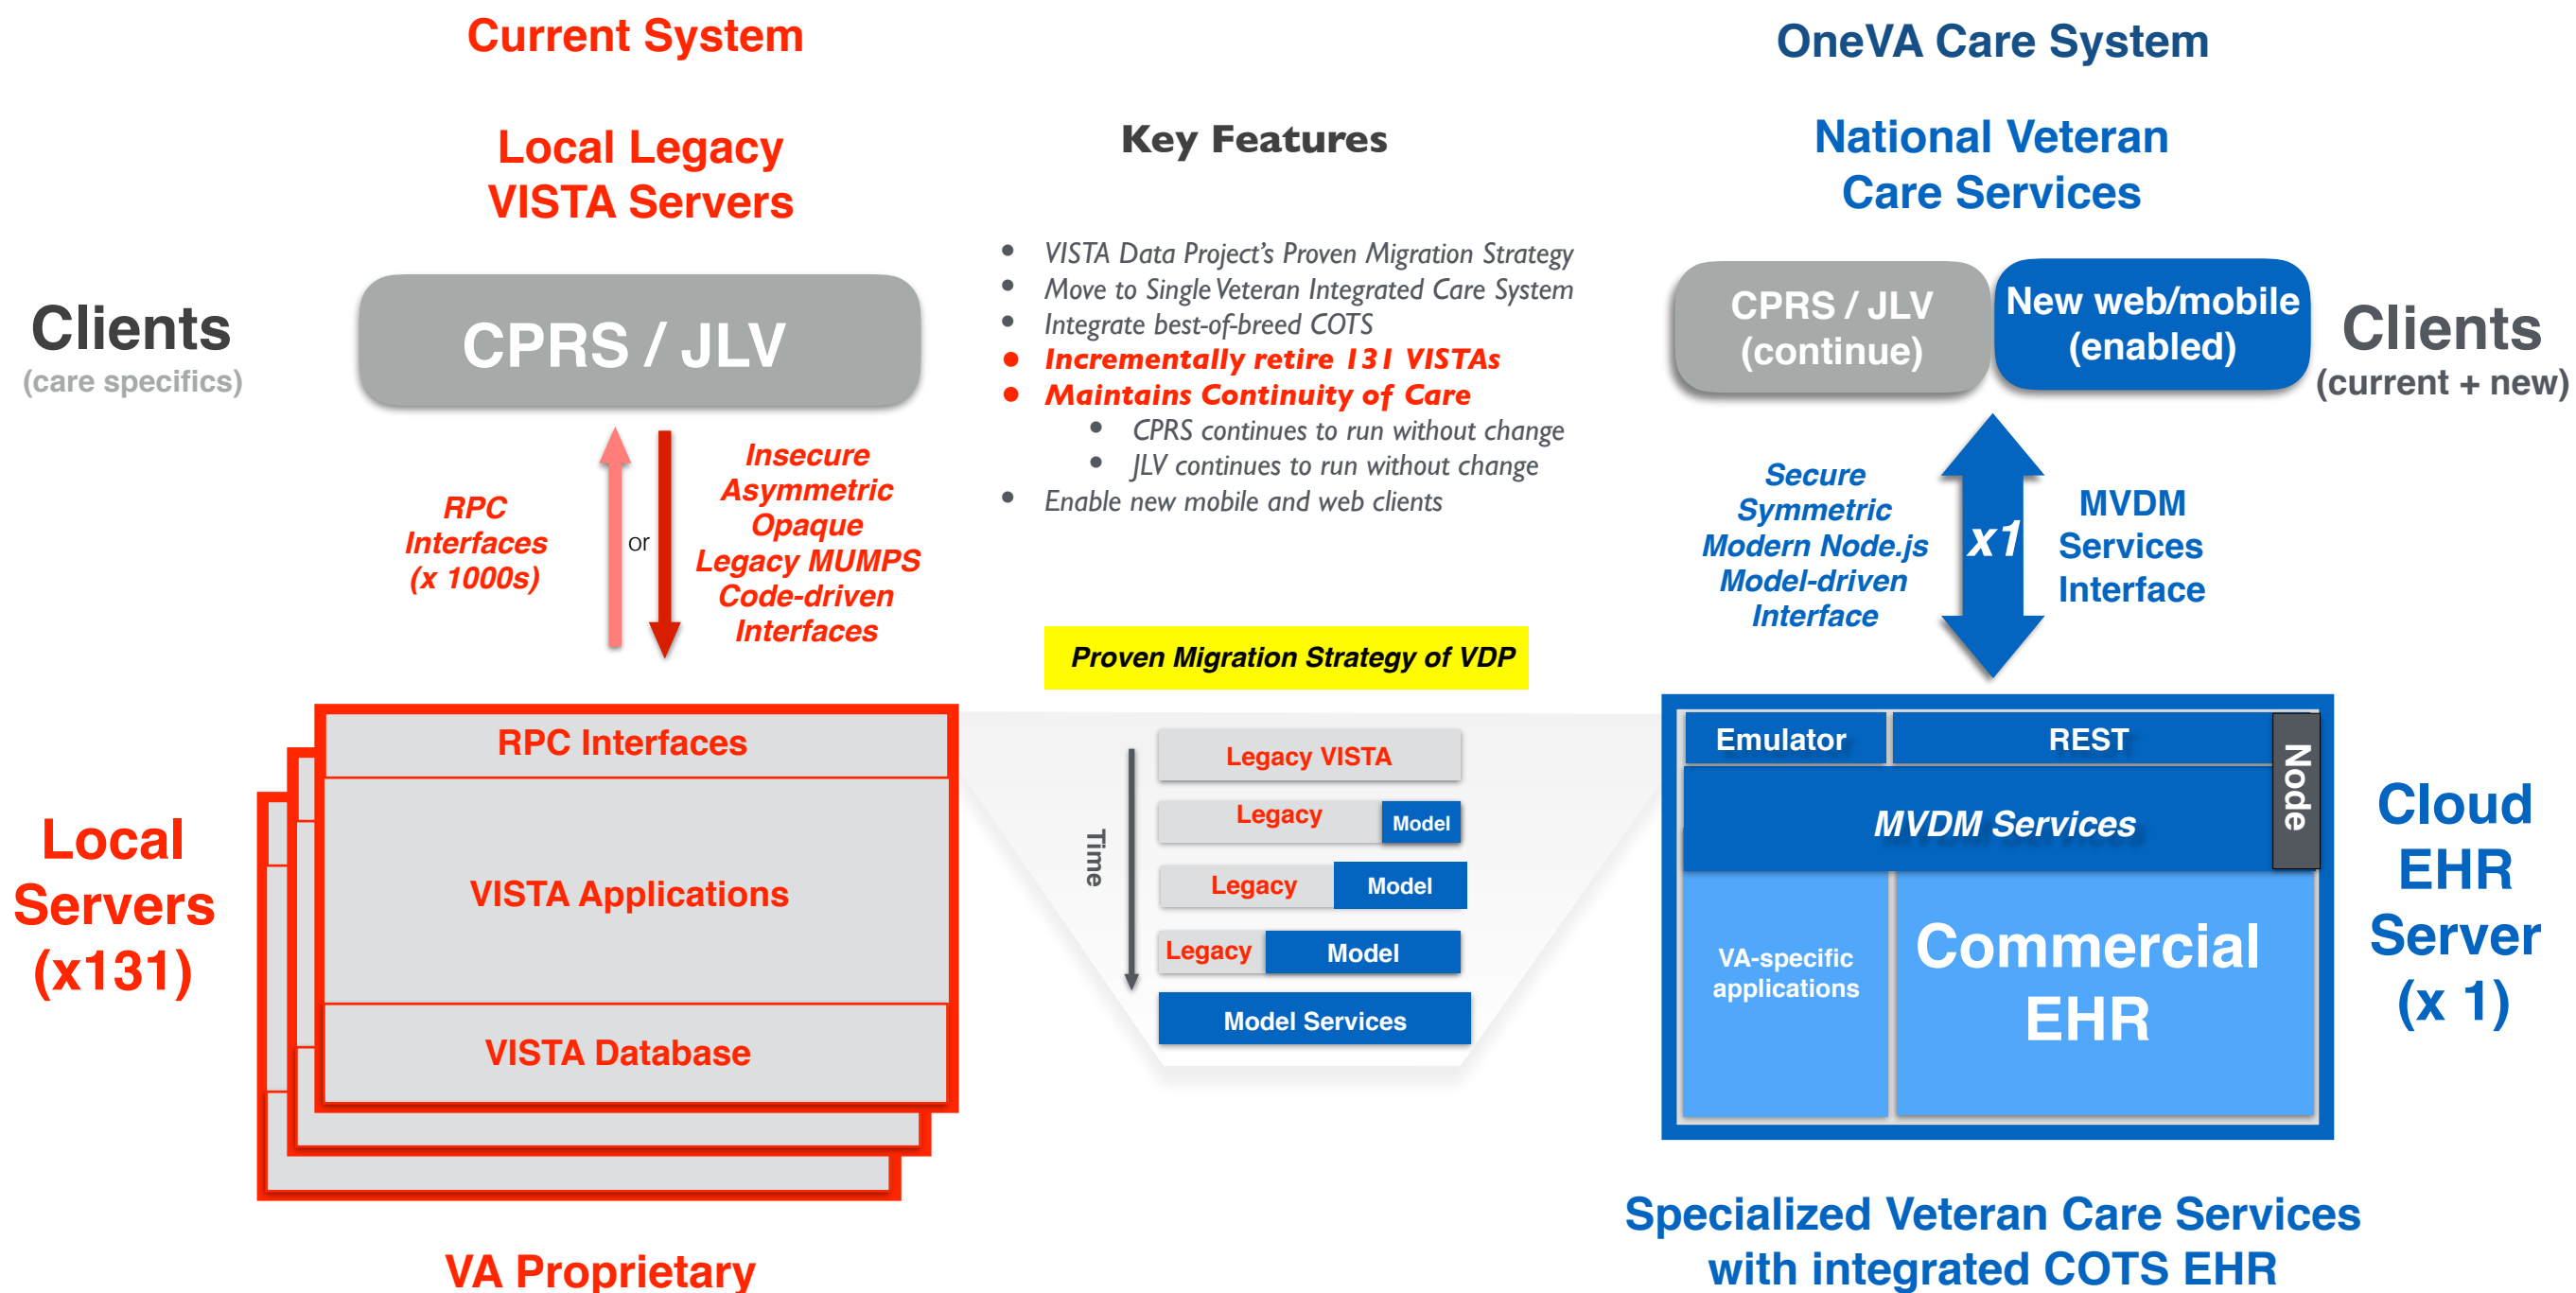 Current System
Local Legacy
VISTA Servers
Clients
(care specifics)
CPRS / JLV
RPC
Interfaces
(x 1000s)
or
Insecure
Asymmetric
Opaque
Legacy MUMPS
Code-driven
Interfaces
Local
Servers
(x131)
RPC Interfaces
VISTA Applications
VISTA Database
VA Proprietary
Key Features
• VISTA Data Project’s Proven Migration Strategy
• Move to Single Veteran Integrated Care System
• Integrate best-of-breed COTS
• Incrementally retire 131 VISTAs
• Maintains Continuity of Care
• CPRS continues to run without change
• JLV continues to run without change
• Enable new mobile and web clients
Proven Migration Strategy of VDP
Time
Legacy VISTA
Legacy Model
Legacy Model
Legacy Model
Model Services
OneVA Care System
National Veteran
Care Services
CPRS / JLV
(continue)
New web/mobile
(enabled)
Clients
(current + new)
Secure
Symmetric
Modern Node.js
Model-driven
Interface
x1
MVDM
Services
Interface
Emulator
REST
Node
MVDM Services
VA-specific
applications
Commercial
EHR
Cloud
EHR
Server
(x 1)
Specialized Veteran Care Services
with integrated COTS EHR